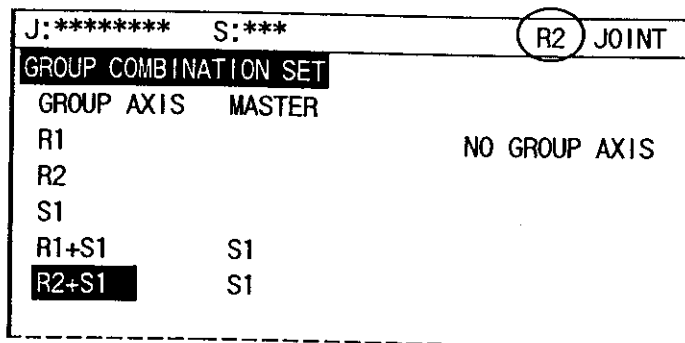 J:******** S:*** R2 JOINT
GROUP COMBINATION SET
GROUP AXIS MASTER
R1 NO GROUP AXIS
R2
S1
R1+S1 S1
R2+S1 S1